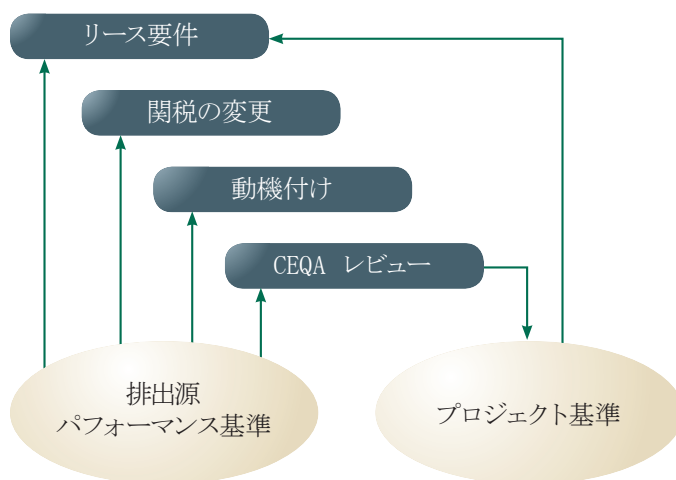 リース要件
関税の変更
動機付け
CEQA レビュー
排出源
パフォーマンス基準
プロジェクト基準